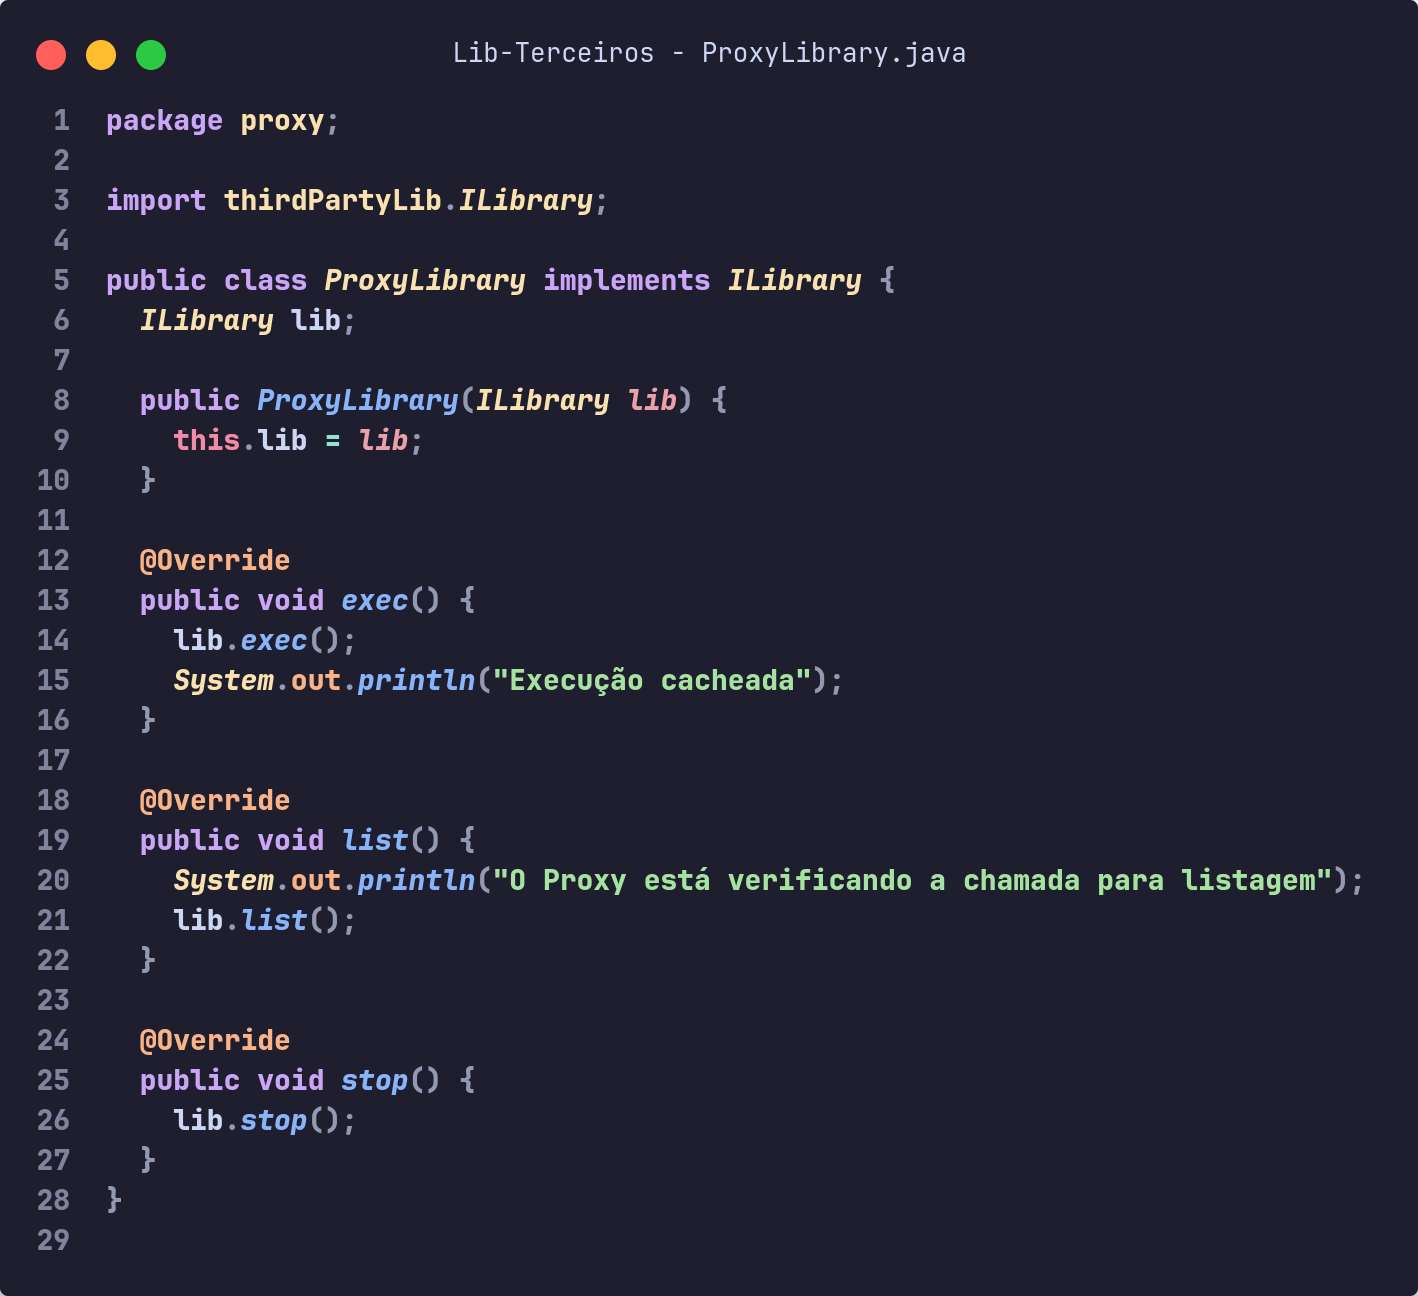 Lib-Terceiros - ProxyLibrary.java
1 package proxy;
2
3 import thirdPartyLib.ILibrary;
4
5 public class ProxyLibrary implements ILibrary {
6   ILibrary lib;
7
8   public ProxyLibrary(ILibrary lib) {
9     this.lib = lib;
10   }
11
12   @Override
13   public void exec() {
14     lib.exec();
15     System.out.println("Execução cacheada");
16   }
17
18   @Override
19   public void list() {
20     System.out.println("O Proxy está verificando a chamada para listagem");
21     lib.list();
22   }
23
24   @Override
25   public void stop() {
26     lib.stop();
27   }
28 }
29